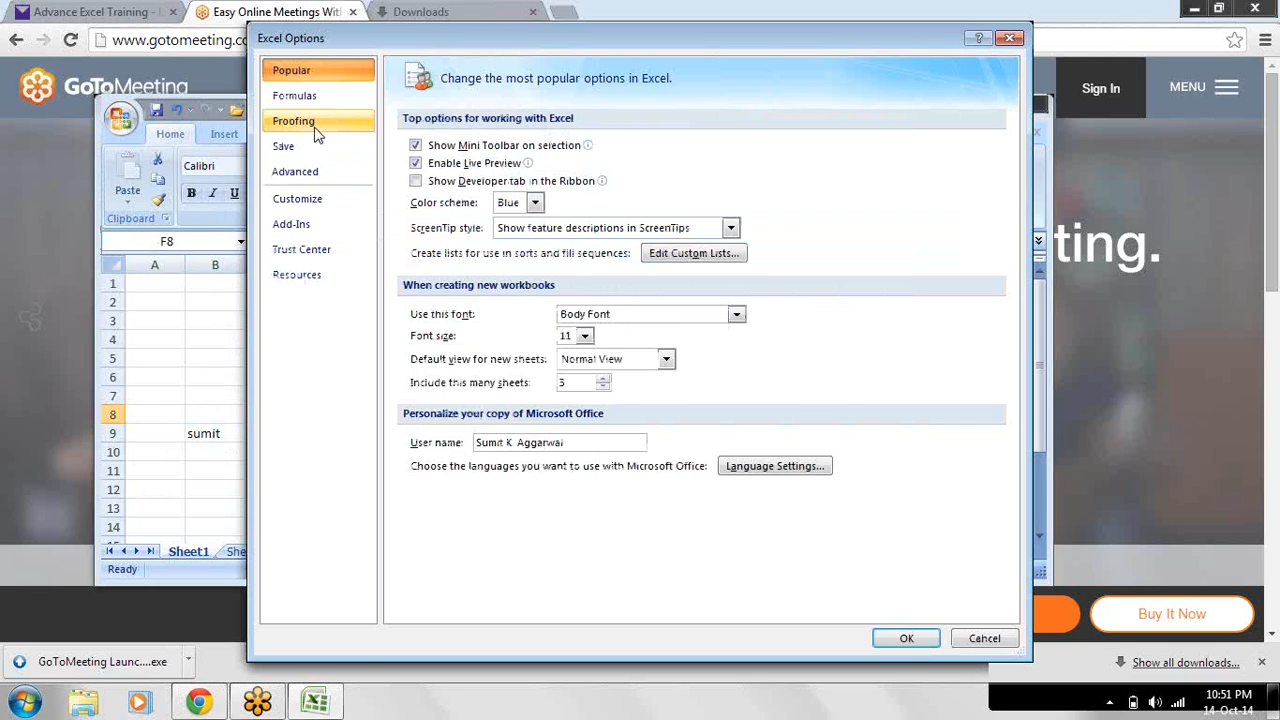 Advance Excel Training - I
Easy Online Meetings With
Downloads
www.gotomeeting.co
Excel Options
GoToMeeting
Sign In
MENU
Popular
Formulas
Proofing
Save
Advanced
Customize
Add-Ins
Trust Center
Resources
Change the most popular options in Excel.
Top options for working with Excel
Show Mini Toolbar on selection
Enable Live Preview
Show Developer tab in the Ribbon
Color scheme: Blue
ScreenTip style: Show feature descriptions in ScreenTips
Create lists for use in sorts and fill sequences: Edit Custom Lists...
When creating new workbooks
Use this font: Body Font
Font size: 11
Default view for new sheets: Normal View
Include this many sheets: 3
Personalize your copy of Microsoft Office
User name: Sumit K. Aggarwal
Choose the languages you want to use with Microsoft Office: Language Settings...
OK
Cancel
Home
Insert
Paste
Calibri
B I U
Clipboard
F8
A B
1
2
3
4
5
6
7
8
9 sumit
10
11
12
13
14
Sheet1
She
Ready
ting.
Buy It Now
GoToMeeting Launc....exe
Show all downloads...
10:51 PM
14-Oct-14